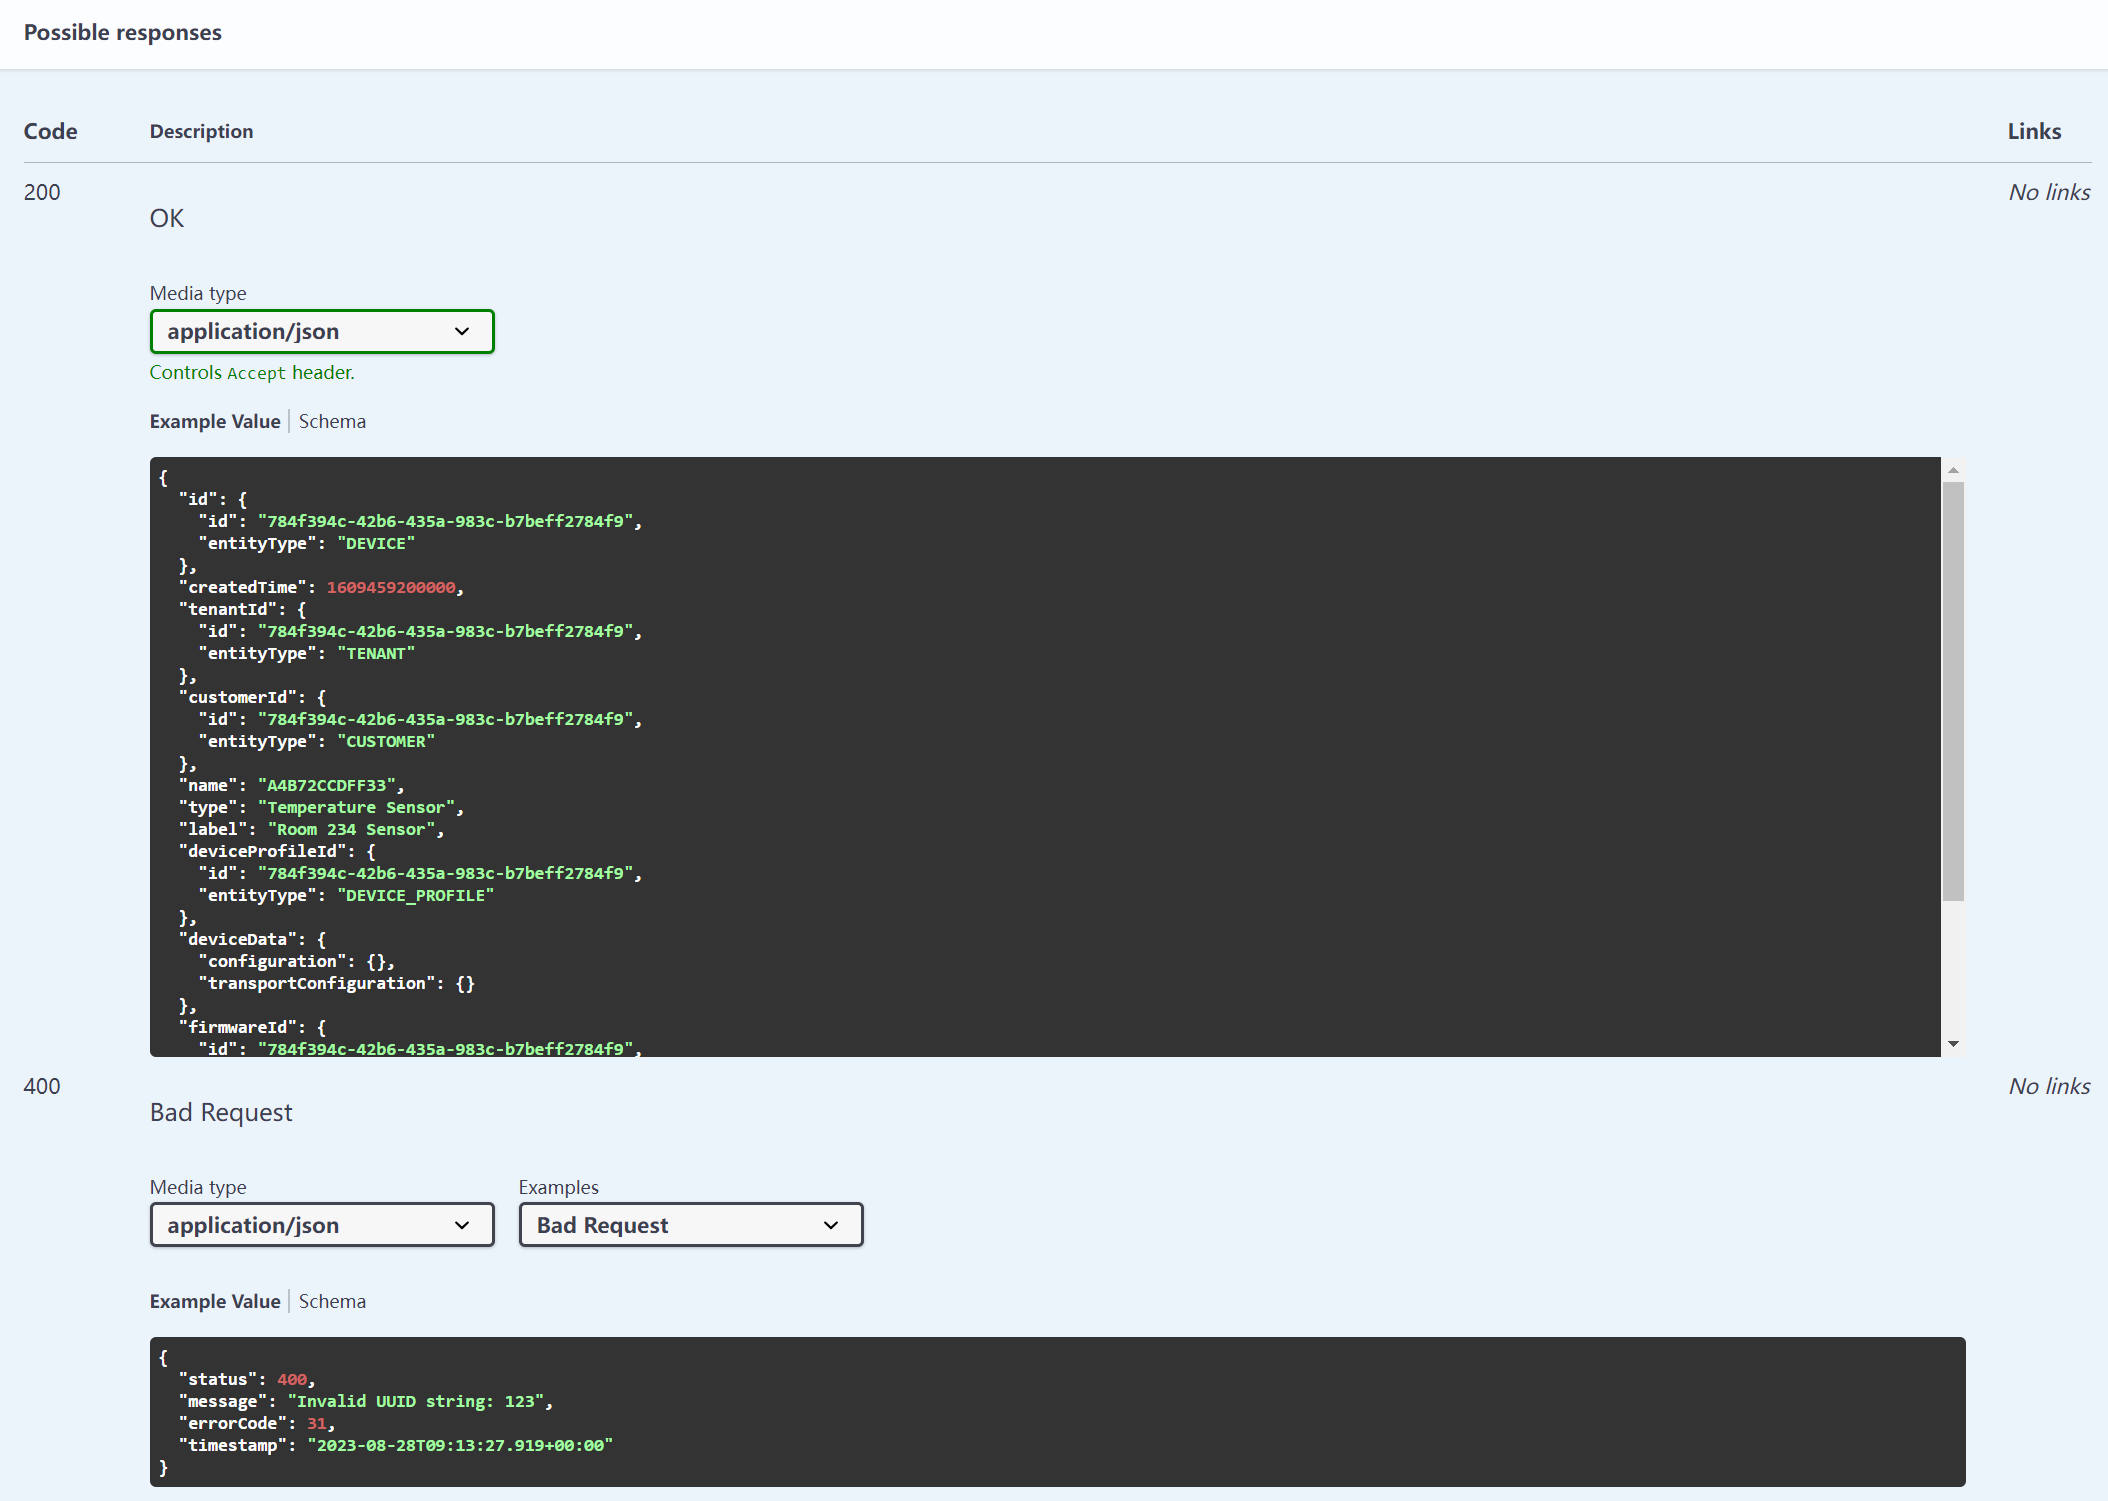 Possible responses
Code Description Links
200 No links
OK
Media type
application/json
Controls Accept header.
Example Value Schema
{
  "id": {
    "id": "784f394c-42b6-435a-983c-b7beff2784f9",
    "entityType": "DEVICE"
  },
  "createdTime": 1609459200000,
  "tenantId": {
    "id": "784f394c-42b6-435a-983c-b7beff2784f9",
    "entityType": "TENANT"
  },
  "customerId": {
    "id": "784f394c-42b6-435a-983c-b7beff2784f9",
    "entityType": "CUSTOMER"
  },
  "name": "A4B72CCDFF33",
  "type": "Temperature Sensor",
  "label": "Room 234 Sensor",
  "deviceProfileId": {
    "id": "784f394c-42b6-435a-983c-b7beff2784f9",
    "entityType": "DEVICE_PROFILE"
  },
  "deviceData": {
    "configuration": {},
    "transportConfiguration": {}
  },
  "firmwareId": {
    "id": "784f394c-42b6-435a-983c-b7beff2784f9",
400 No links
Bad Request
Media type Examples
application/json Bad Request
Example Value Schema
{
  "status": 400,
  "message": "Invalid UUID string: 123",
  "errorCode": 31,
  "timestamp": "2023-08-28T09:13:27.919+00:00"
}